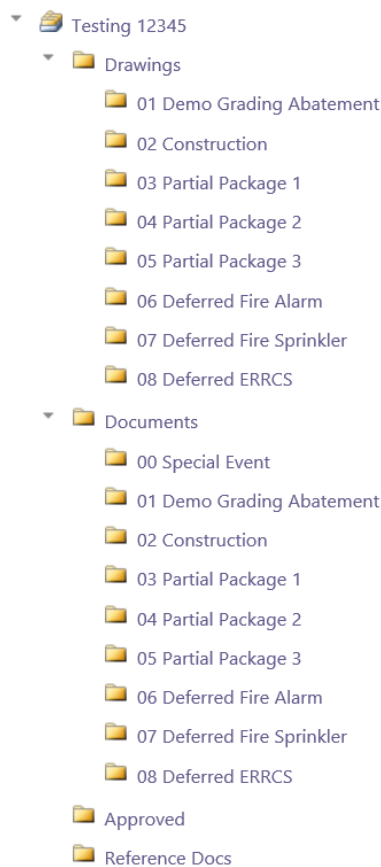 Testing 12345
Drawings
01 Demo Grading Abatement
02 Construction
03 Partial Package 1
04 Partial Package 2
05 Partial Package 3
06 Deferred Fire Alarm
07 Deferred Fire Sprinkler
08 Deferred ERRCS
Documents
00 Special Event
01 Demo Grading Abatement
02 Construction
03 Partial Package 1
04 Partial Package 2
05 Partial Package 3
06 Deferred Fire Alarm
07 Deferred Fire Sprinkler
08 Deferred ERRCS
Approved
Reference Docs